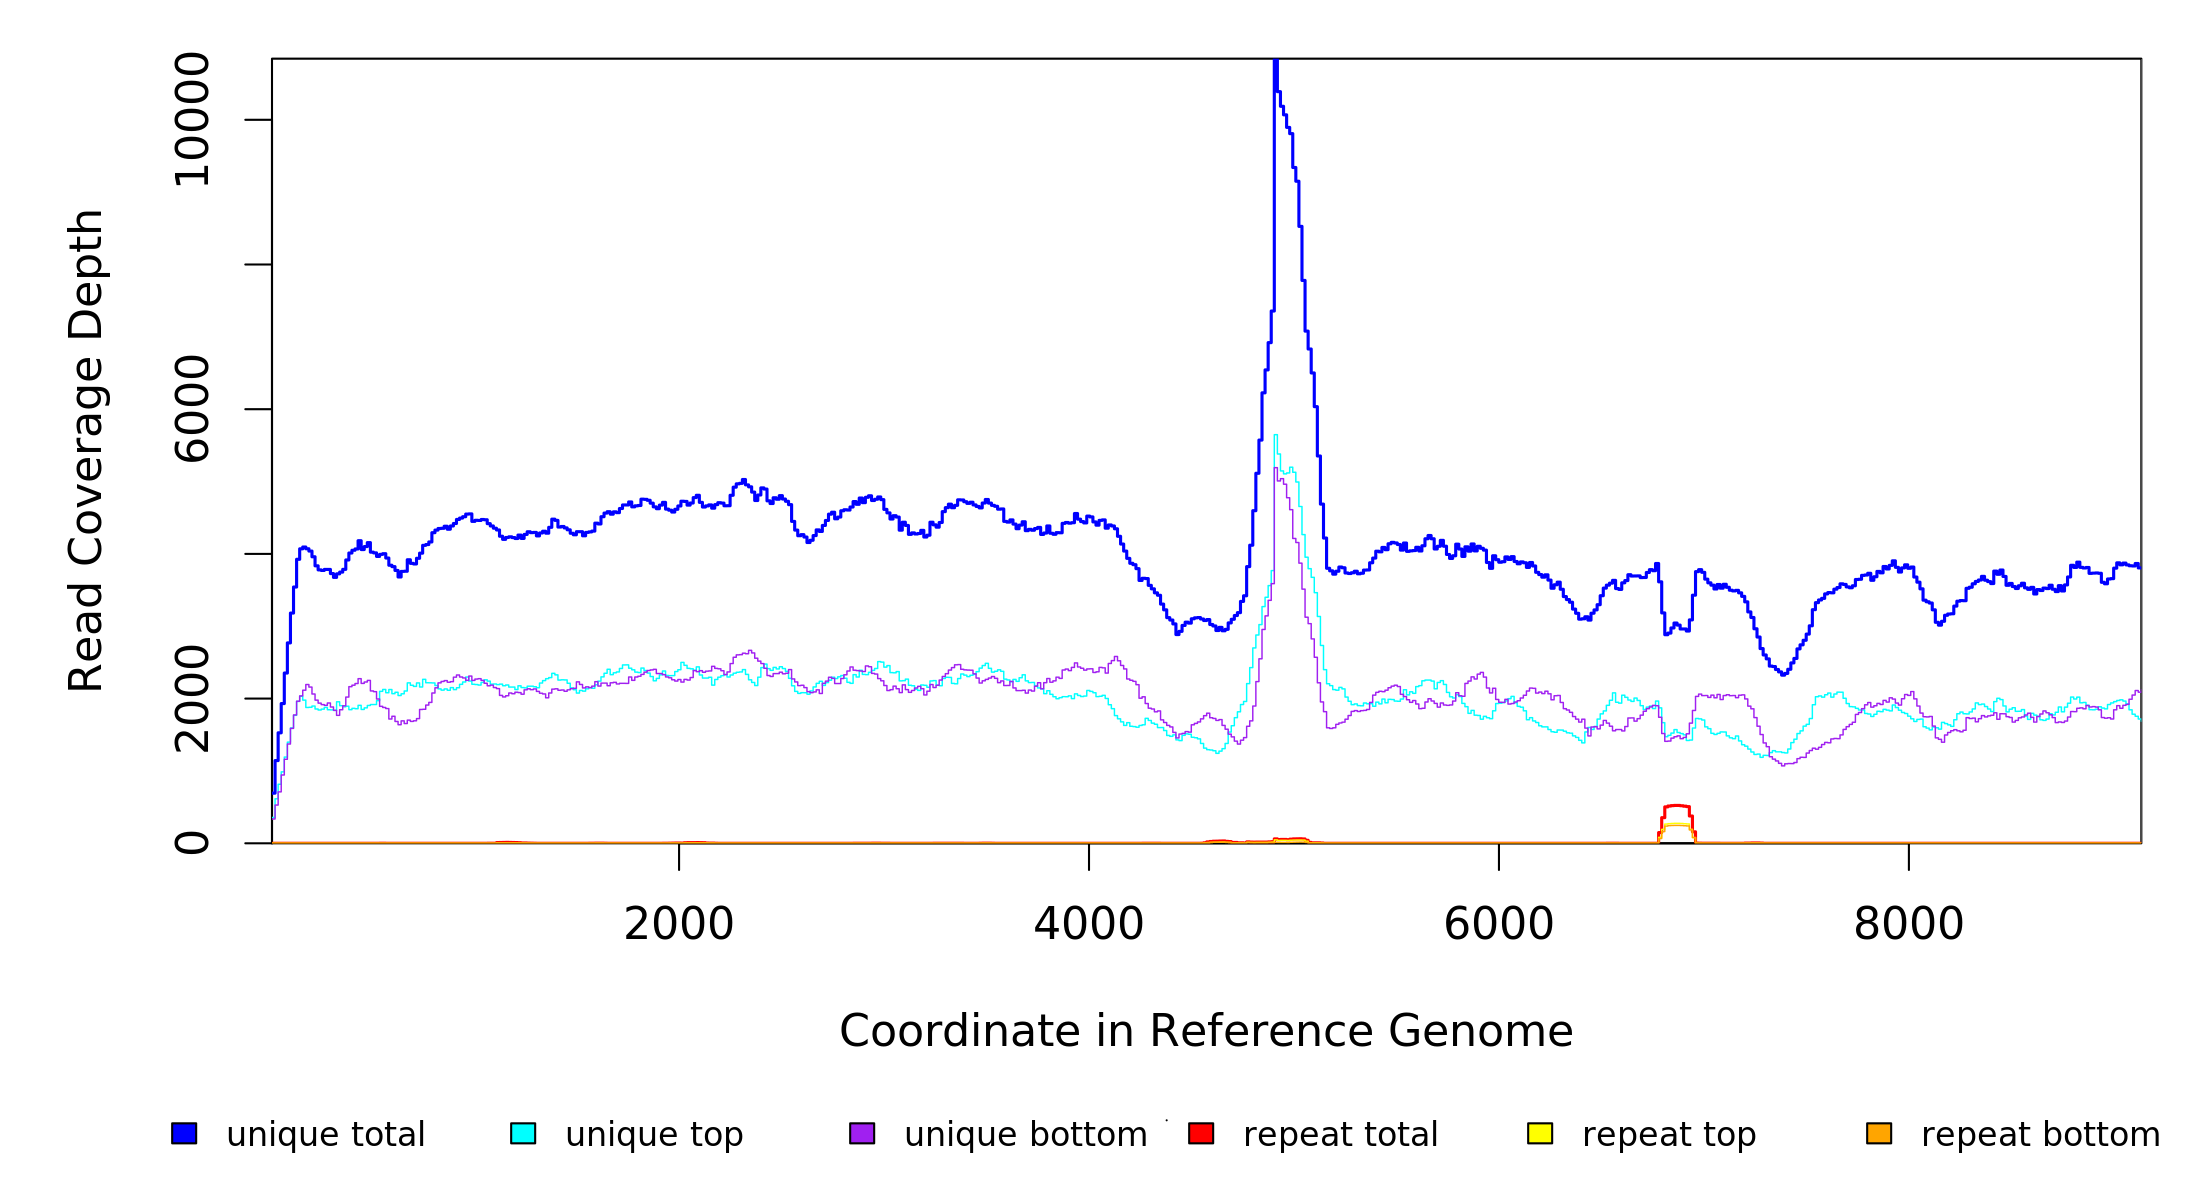 Read Coverage Depth
10000
6000
2000
0
2000 4000 6000 8000
Coordinate in Reference Genome
unique total unique top unique bottom repeat total repeat top repeat bottom